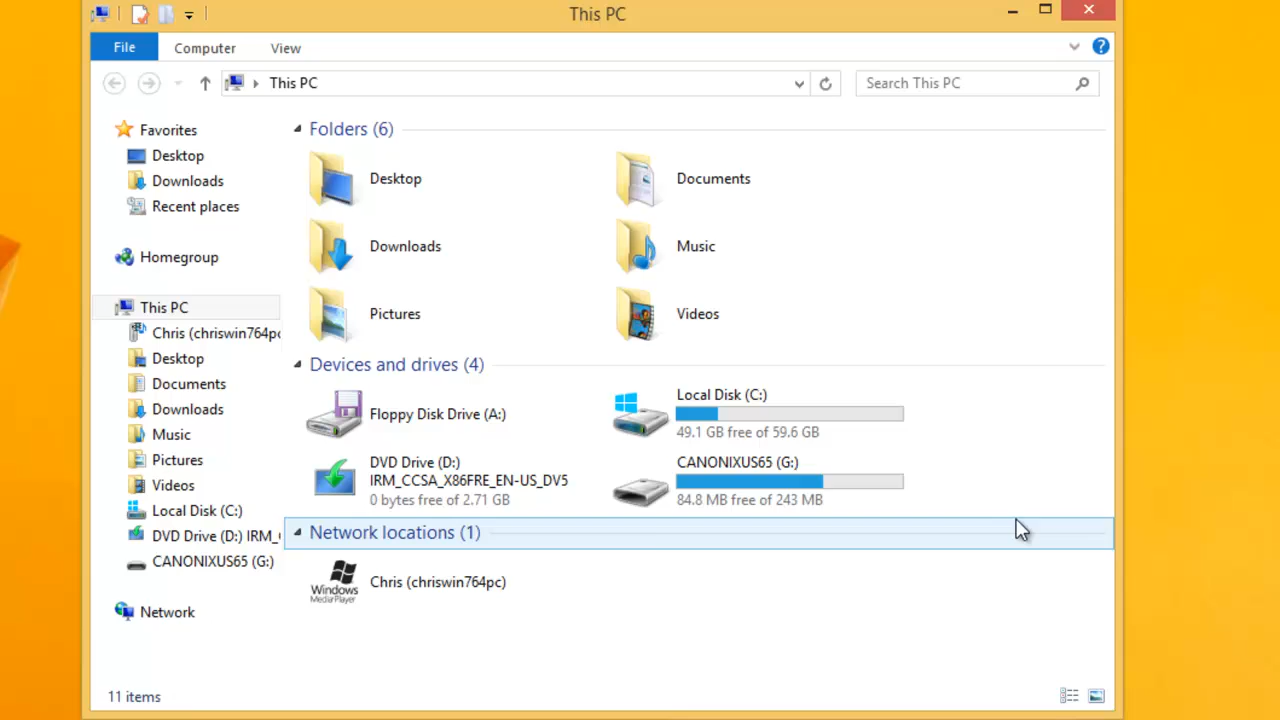 This PC
File Computer View
This PC
Search This PC
Favorites
Desktop
Downloads
Recent places
Homegroup
This PC
Chris (chriswin764pc
Desktop
Documents
Downloads
Music
Pictures
Videos
Local Disk (C:)
DVD Drive (D:) IRM_
CANONIXUS65 (G:)
Network
Folders (6)
Desktop
Documents
Downloads
Music
Pictures
Videos
Devices and drives (4)
Floppy Disk Drive (A:)
Local Disk (C:)
49.1 GB free of 59.6 GB
DVD Drive (D:)
IRM_CCSA_X86FRE_EN-US_DV5
0 bytes free of 2.71 GB
CANONIXUS65 (G:)
84.8 MB free of 243 MB
Network locations (1)
Windows
MediaPlayer
Chris (chriswin764pc)
11 items